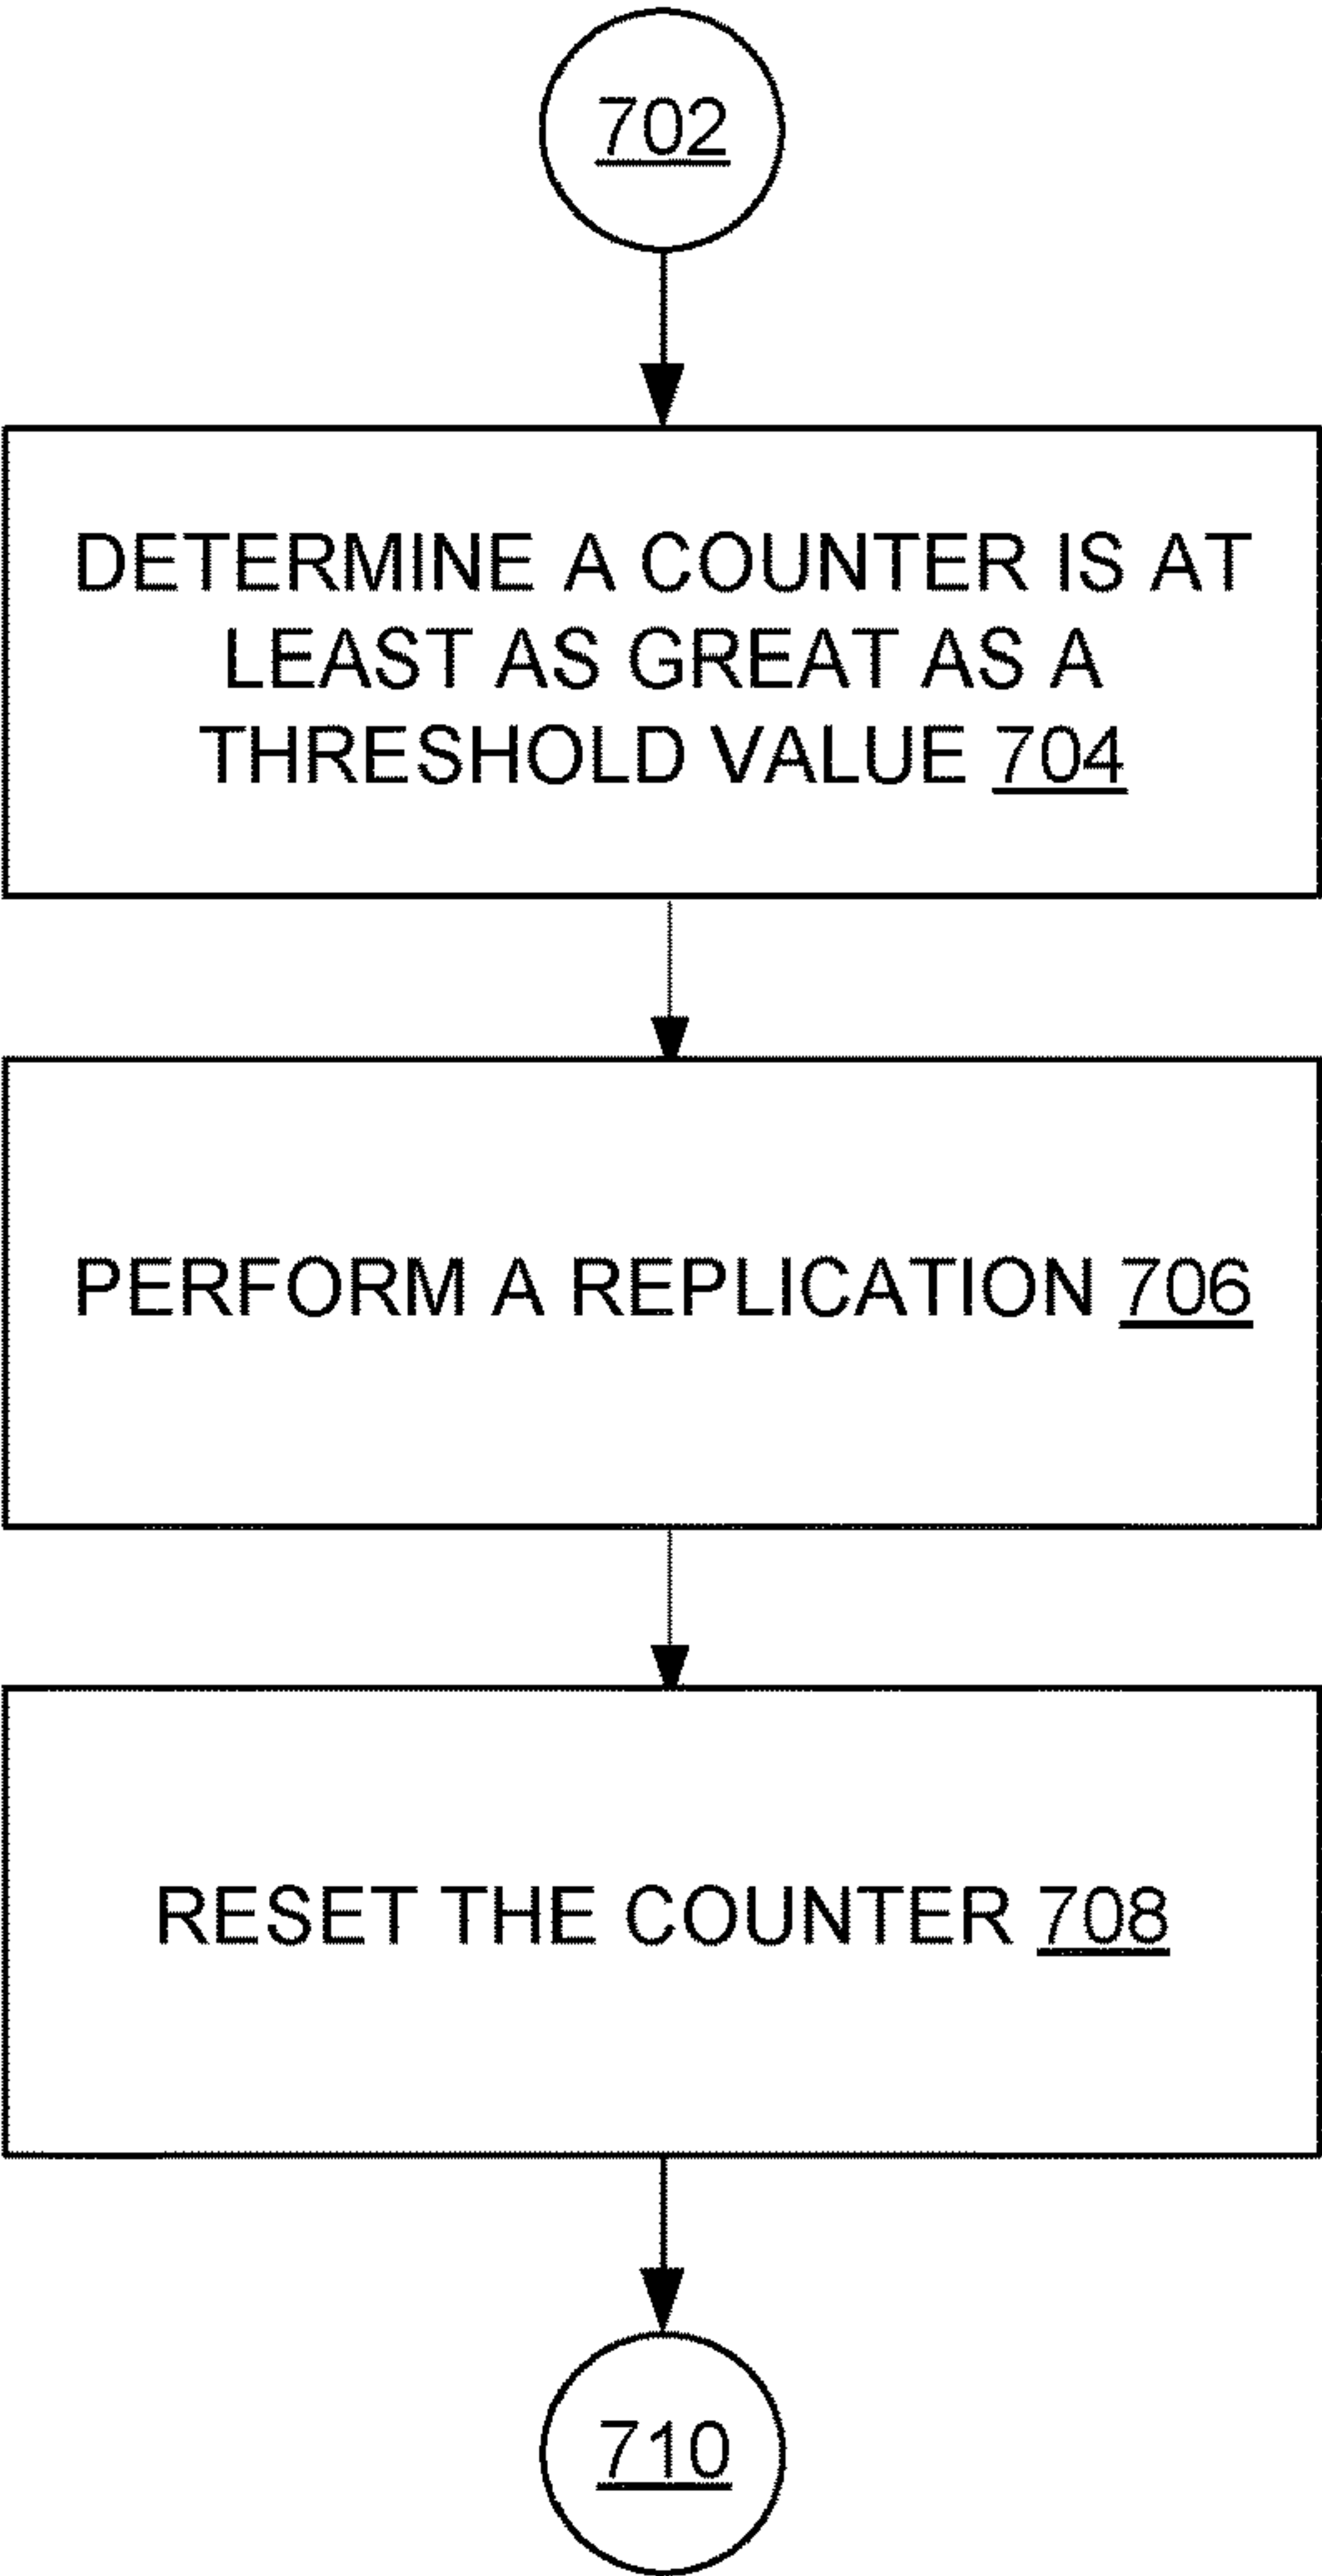 702
DETERMINE A COUNTER IS AT
LEAST AS GREAT AS A
THRESHOLD VALUE 704
PERFORM A REPLICATION 706
RESET THE COUNTER 708
710